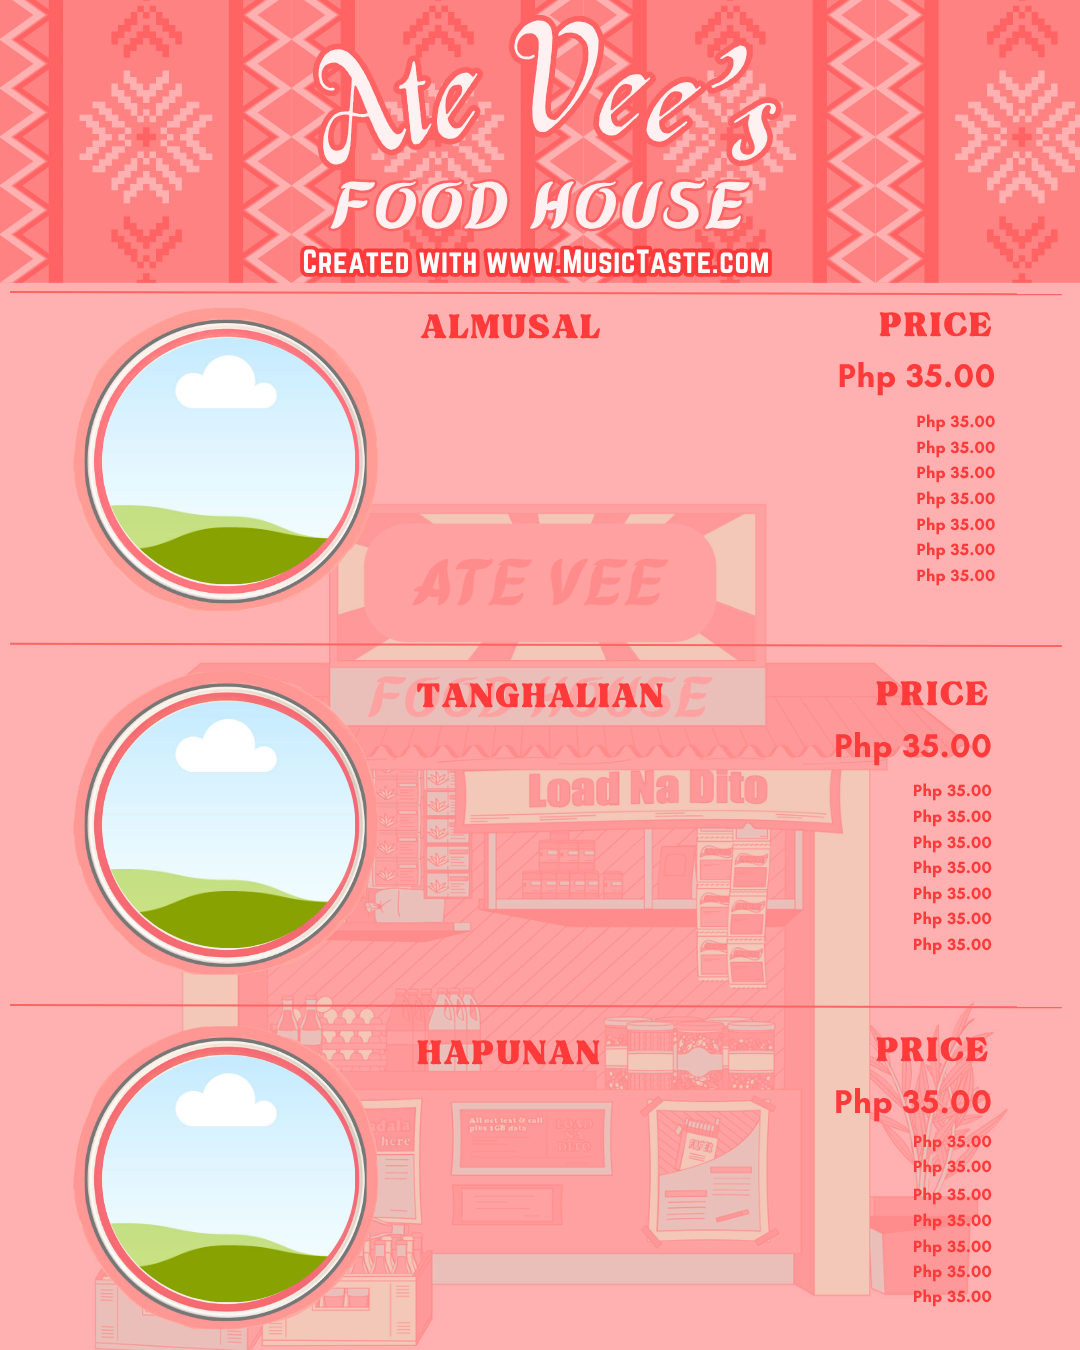 Ate Vee's
FOOD HOUSE
CREATED WITH WWW.MUSICTASTE.COM
ALMUSAL
PRICE
Php 35.00
Php 35.00
Php 35.00
Php 35.00
Php 35.00
Php 35.00
Php 35.00
Php 35.00
ATE VEE
FOOD HOUSE
TANGHALIAN
PRICE
Php 35.00
Load Na Dito
Php 35.00
Php 35.00
Php 35.00
Php 35.00
Php 35.00
Php 35.00
Php 35.00
HAPUNAN
PRICE
Php 35.00
All net text & call
plus 5GB data
LOAD
NA
DITO
here
Php 35.00
Php 35.00
Php 35.00
Php 35.00
Php 35.00
Php 35.00
Php 35.00